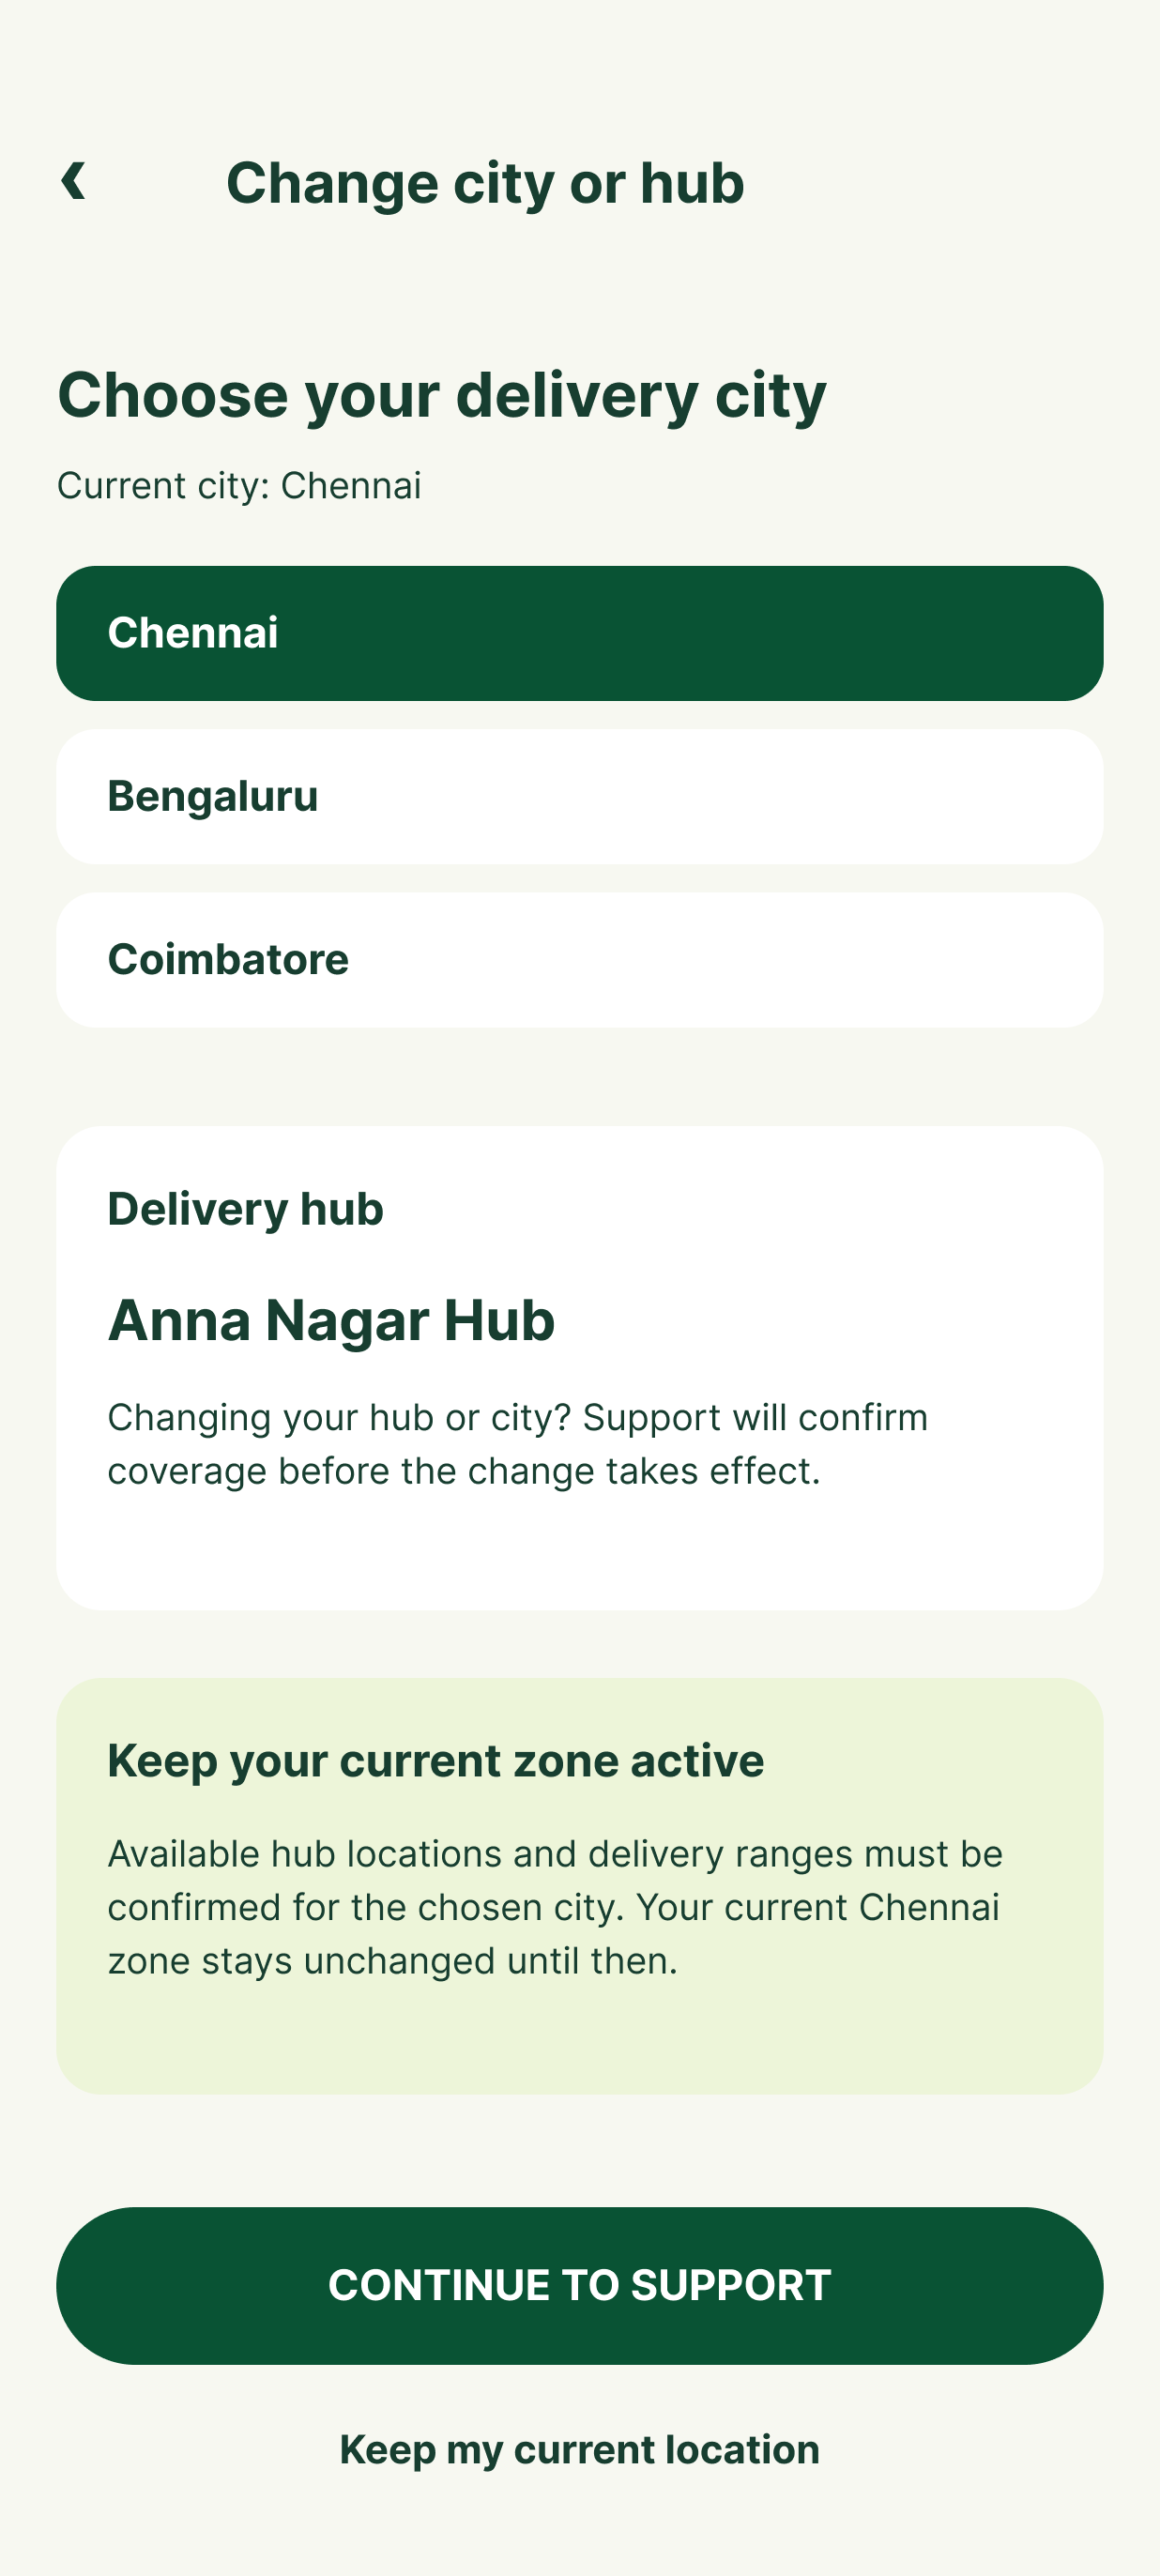 ‹ Change city or hub
Choose your delivery city
Current city: Chennai
Chennai
Bengaluru
Coimbatore
Delivery hub
Anna Nagar Hub
Changing your hub or city? Support will confirm
coverage before the change takes effect.
Keep your current zone active
Available hub locations and delivery ranges must be
confirmed for the chosen city. Your current Chennai
zone stays unchanged until then.
CONTINUE TO SUPPORT
Keep my current location